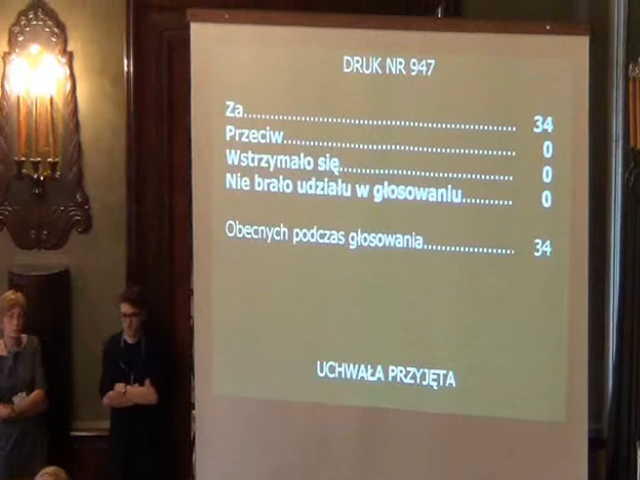 DRUK NR 947
Za.......................................................... 34
Przeciw.................................................. 0
Wstrzymało się..................................... 0
Nie brało udziału w głosowaniu........... 0
Obecnych podczas głosowania.................... 34
UCHWAŁA PRZYJĘTA